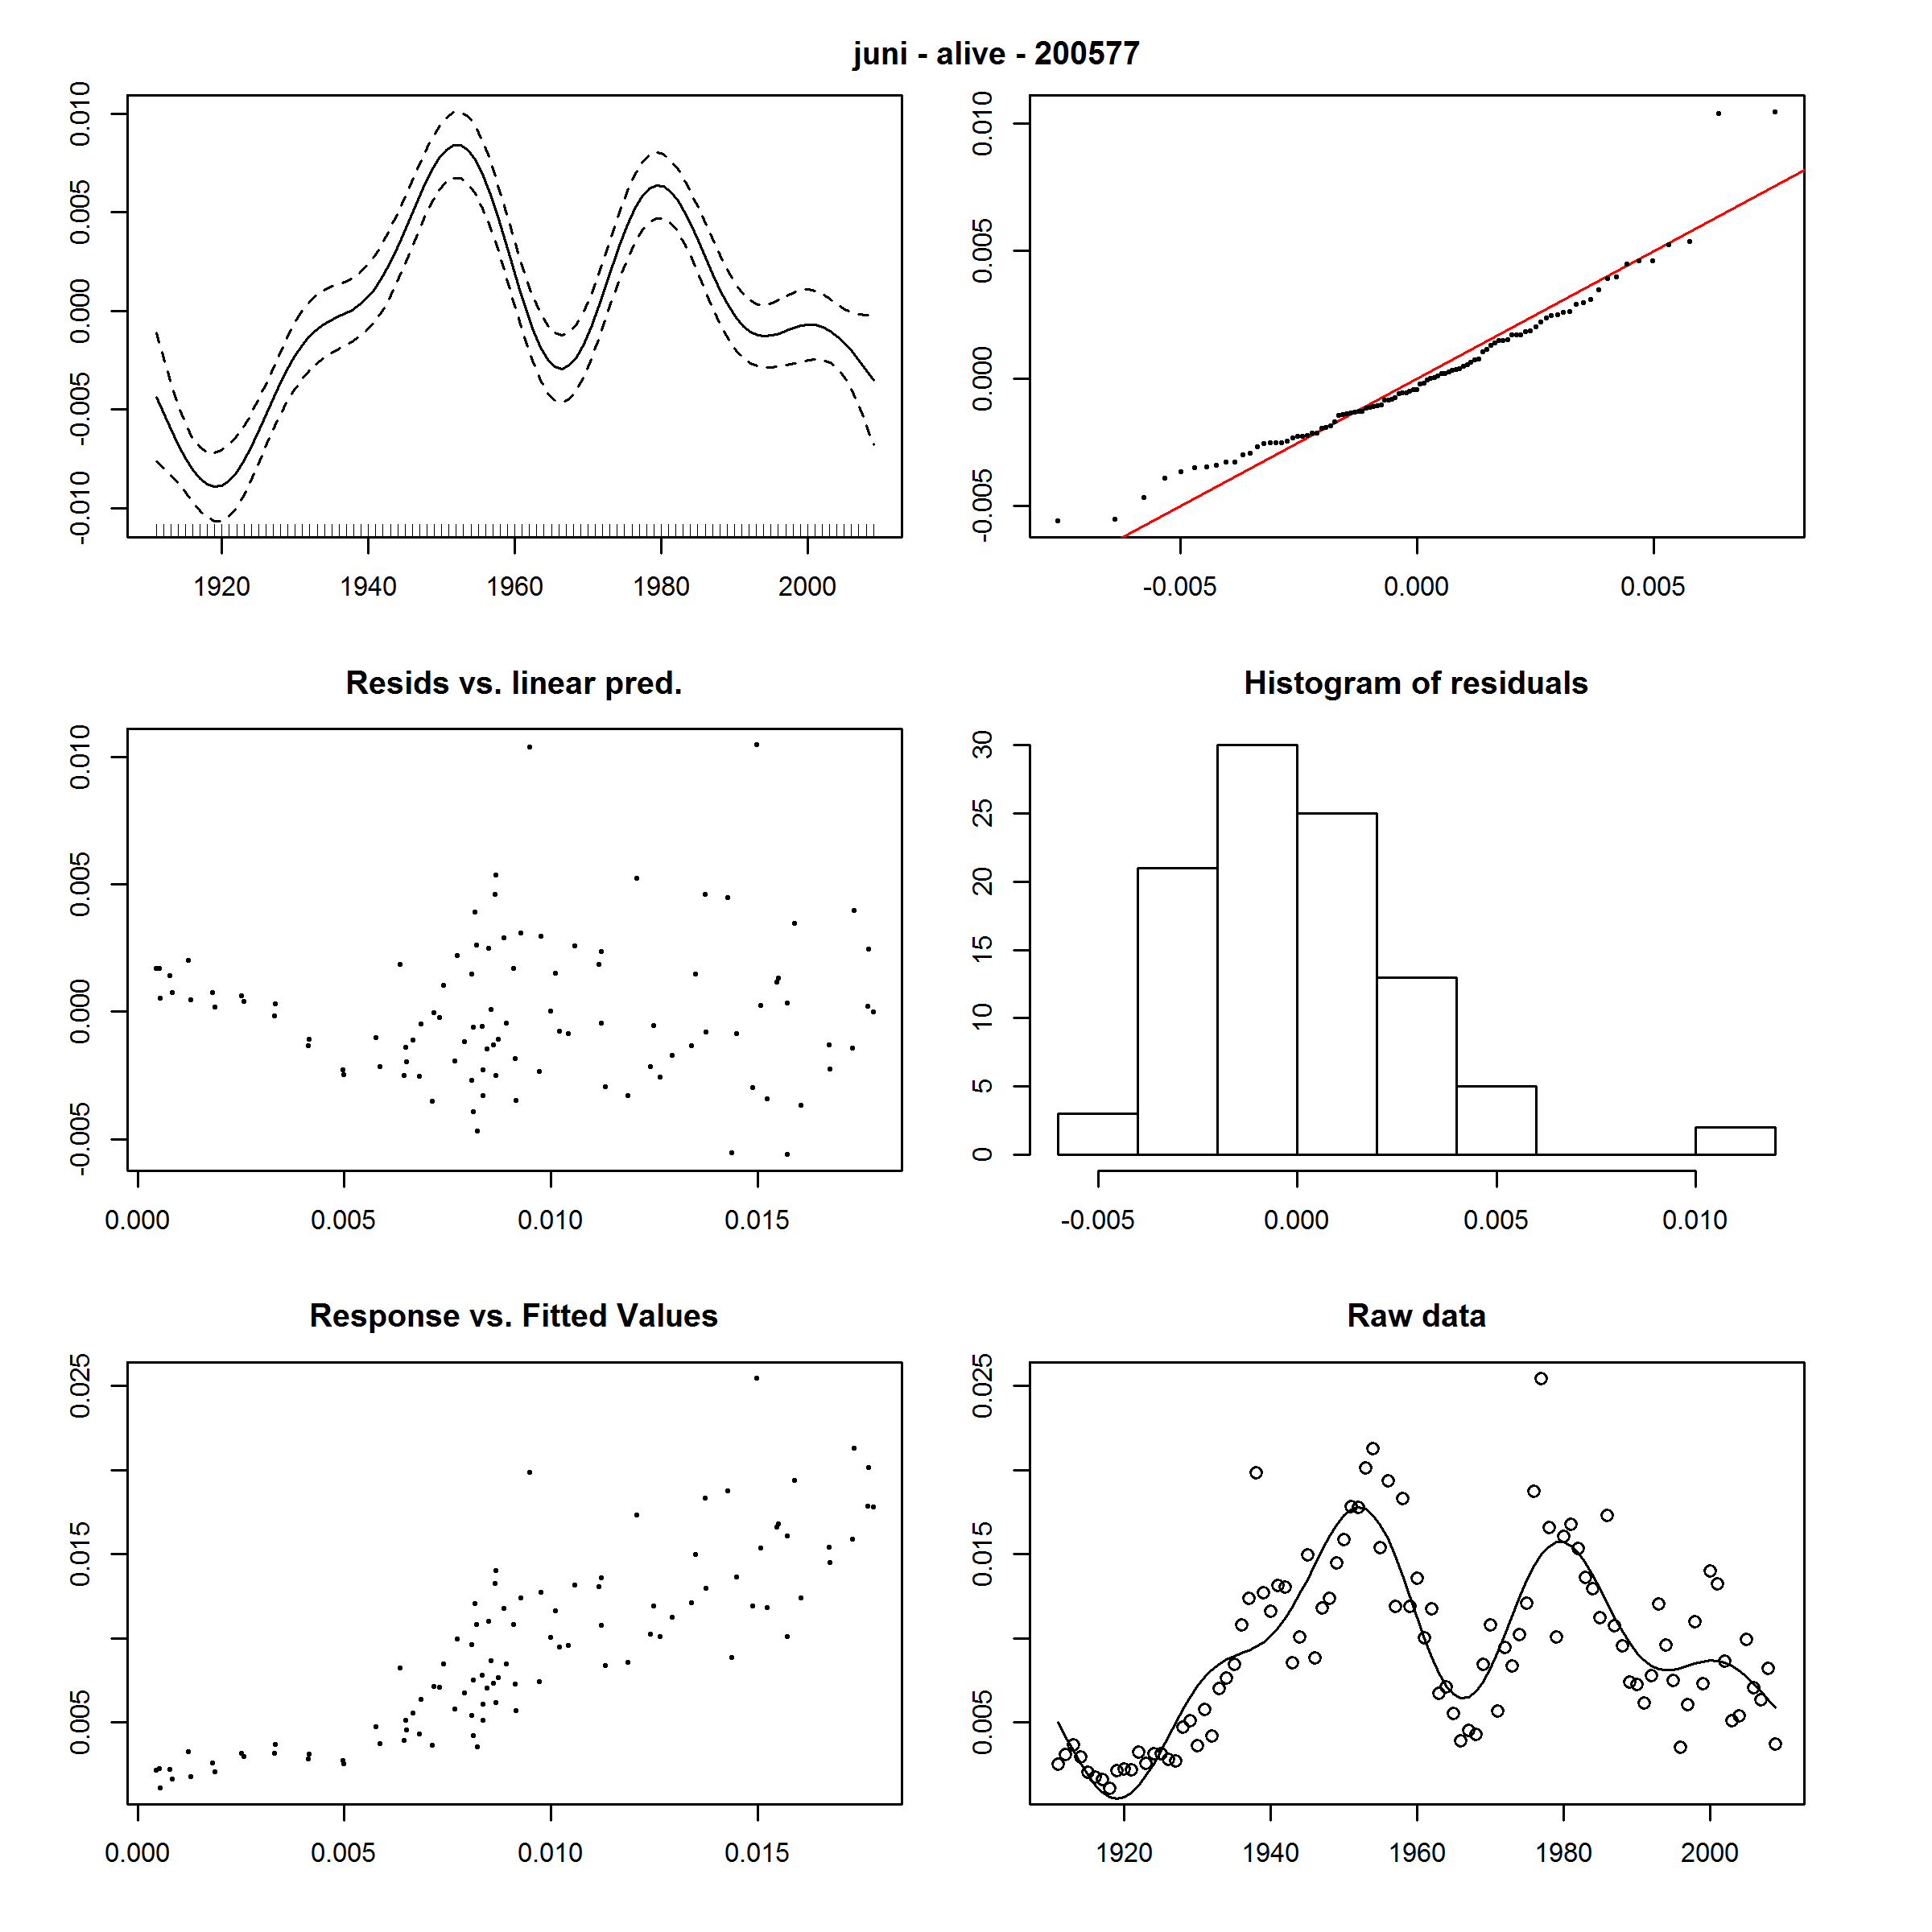 juni - alive - 200577
0.010
0.005
0.000
-0.005
-0.010
1920 1940 1960 1980 2000
0.010
0.005
0.000
-0.005
-0.005 0.000 0.005
Resids vs. linear pred.
0.010
0.005
0.000
-0.005
0.000 0.005 0.010 0.015
Histogram of residuals
30
25
20
15
10
5
0
-0.005 0.000 0.005 0.010
Response vs. Fitted Values
0.025
0.015
0.005
0.000 0.005 0.010 0.015
Raw data
0.025
0.015
0.005
1920 1940 1960 1980 2000